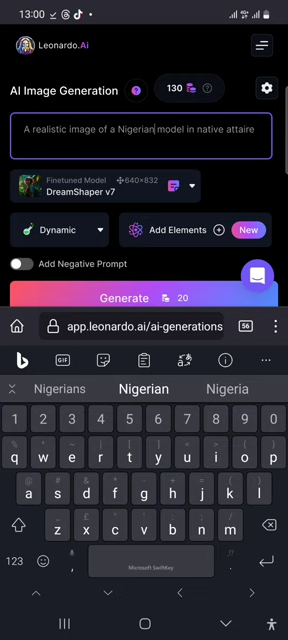 13:00
4G+
Leonardo.Ai
AI Image Generation
130
A realistic image of a Nigerian model in native attaire
Finetuned Model 640×832
DreamShaper v7
Dynamic
Add Elements New
Add Negative Prompt
Generate 20
app.leonardo.ai/ai-generations
56
GIF
Nigerians Nigerian Nigeria
1 2 3 4 5 6 7 8 9 0
% ^ ~ | [ ] < > { }
q w e r t y u i o p
@ # & * - + = ( )
a s d f g h j k l
_ £ " ' : ; /
z x c v b n m
123 , Microsoft SwiftKey .